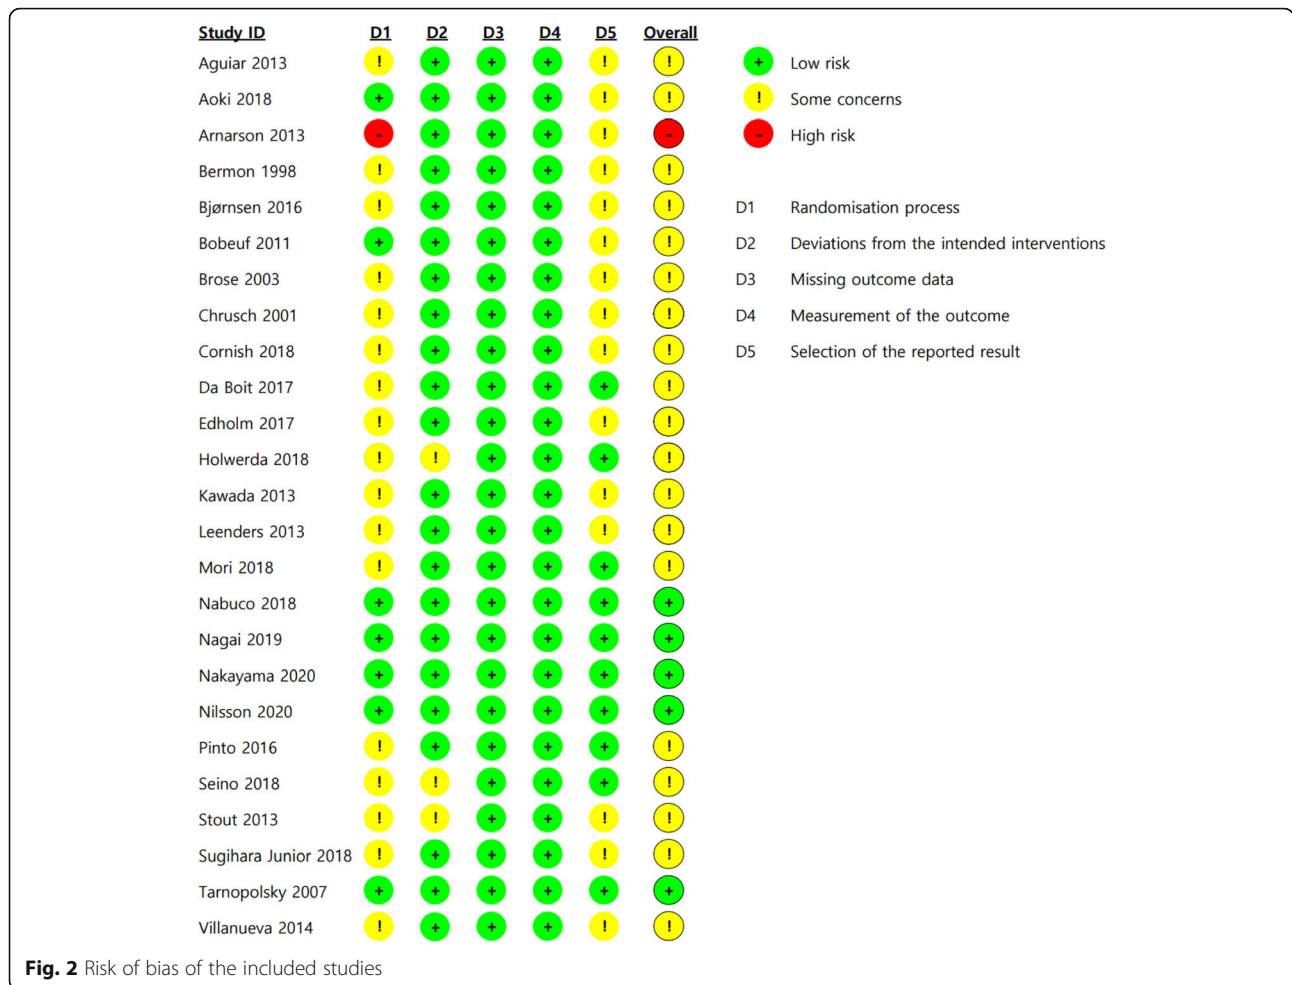 Study ID D1 D2 D3 D4 D5 Overall
Aguiar 2013 ! + + + ! !
Aoki 2018 + + + + ! !
Arnarson 2013 - + + + ! -
Bermon 1998 ! + + + ! !
Bjørnsen 2016 ! + + + ! !
Bobeuf 2011 + + + + ! !
Brose 2003 ! + + + ! !
Chrusch 2001 ! + + + ! !
Cornish 2018 ! + + + ! !
Da Boit 2017 ! + + + + !
Edholm 2017 ! + + + ! !
Holwerda 2018 ! ! + + + !
Kawada 2013 ! + + + ! !
Leenders 2013 ! + + + ! !
Mori 2018 ! + + + + !
Nabuco 2018 + + + + + +
Nagai 2019 + + + + + +
Nakayama 2020 + + + + + +
Nilsson 2020 + + + + + +
Pinto 2016 ! + + + + !
Seino 2018 ! ! + + + !
Stout 2013 ! ! + + ! !
Sugihara Junior 2018 ! + + + ! !
Tarnopolsky 2007 + + + + + +
Villanueva 2014 ! + + + ! !
+ Low risk
! Some concerns
- High risk
D1 Randomisation process
D2 Deviations from the intended interventions
D3 Missing outcome data
D4 Measurement of the outcome
D5 Selection of the reported result
Fig. 2 Risk of bias of the included studies